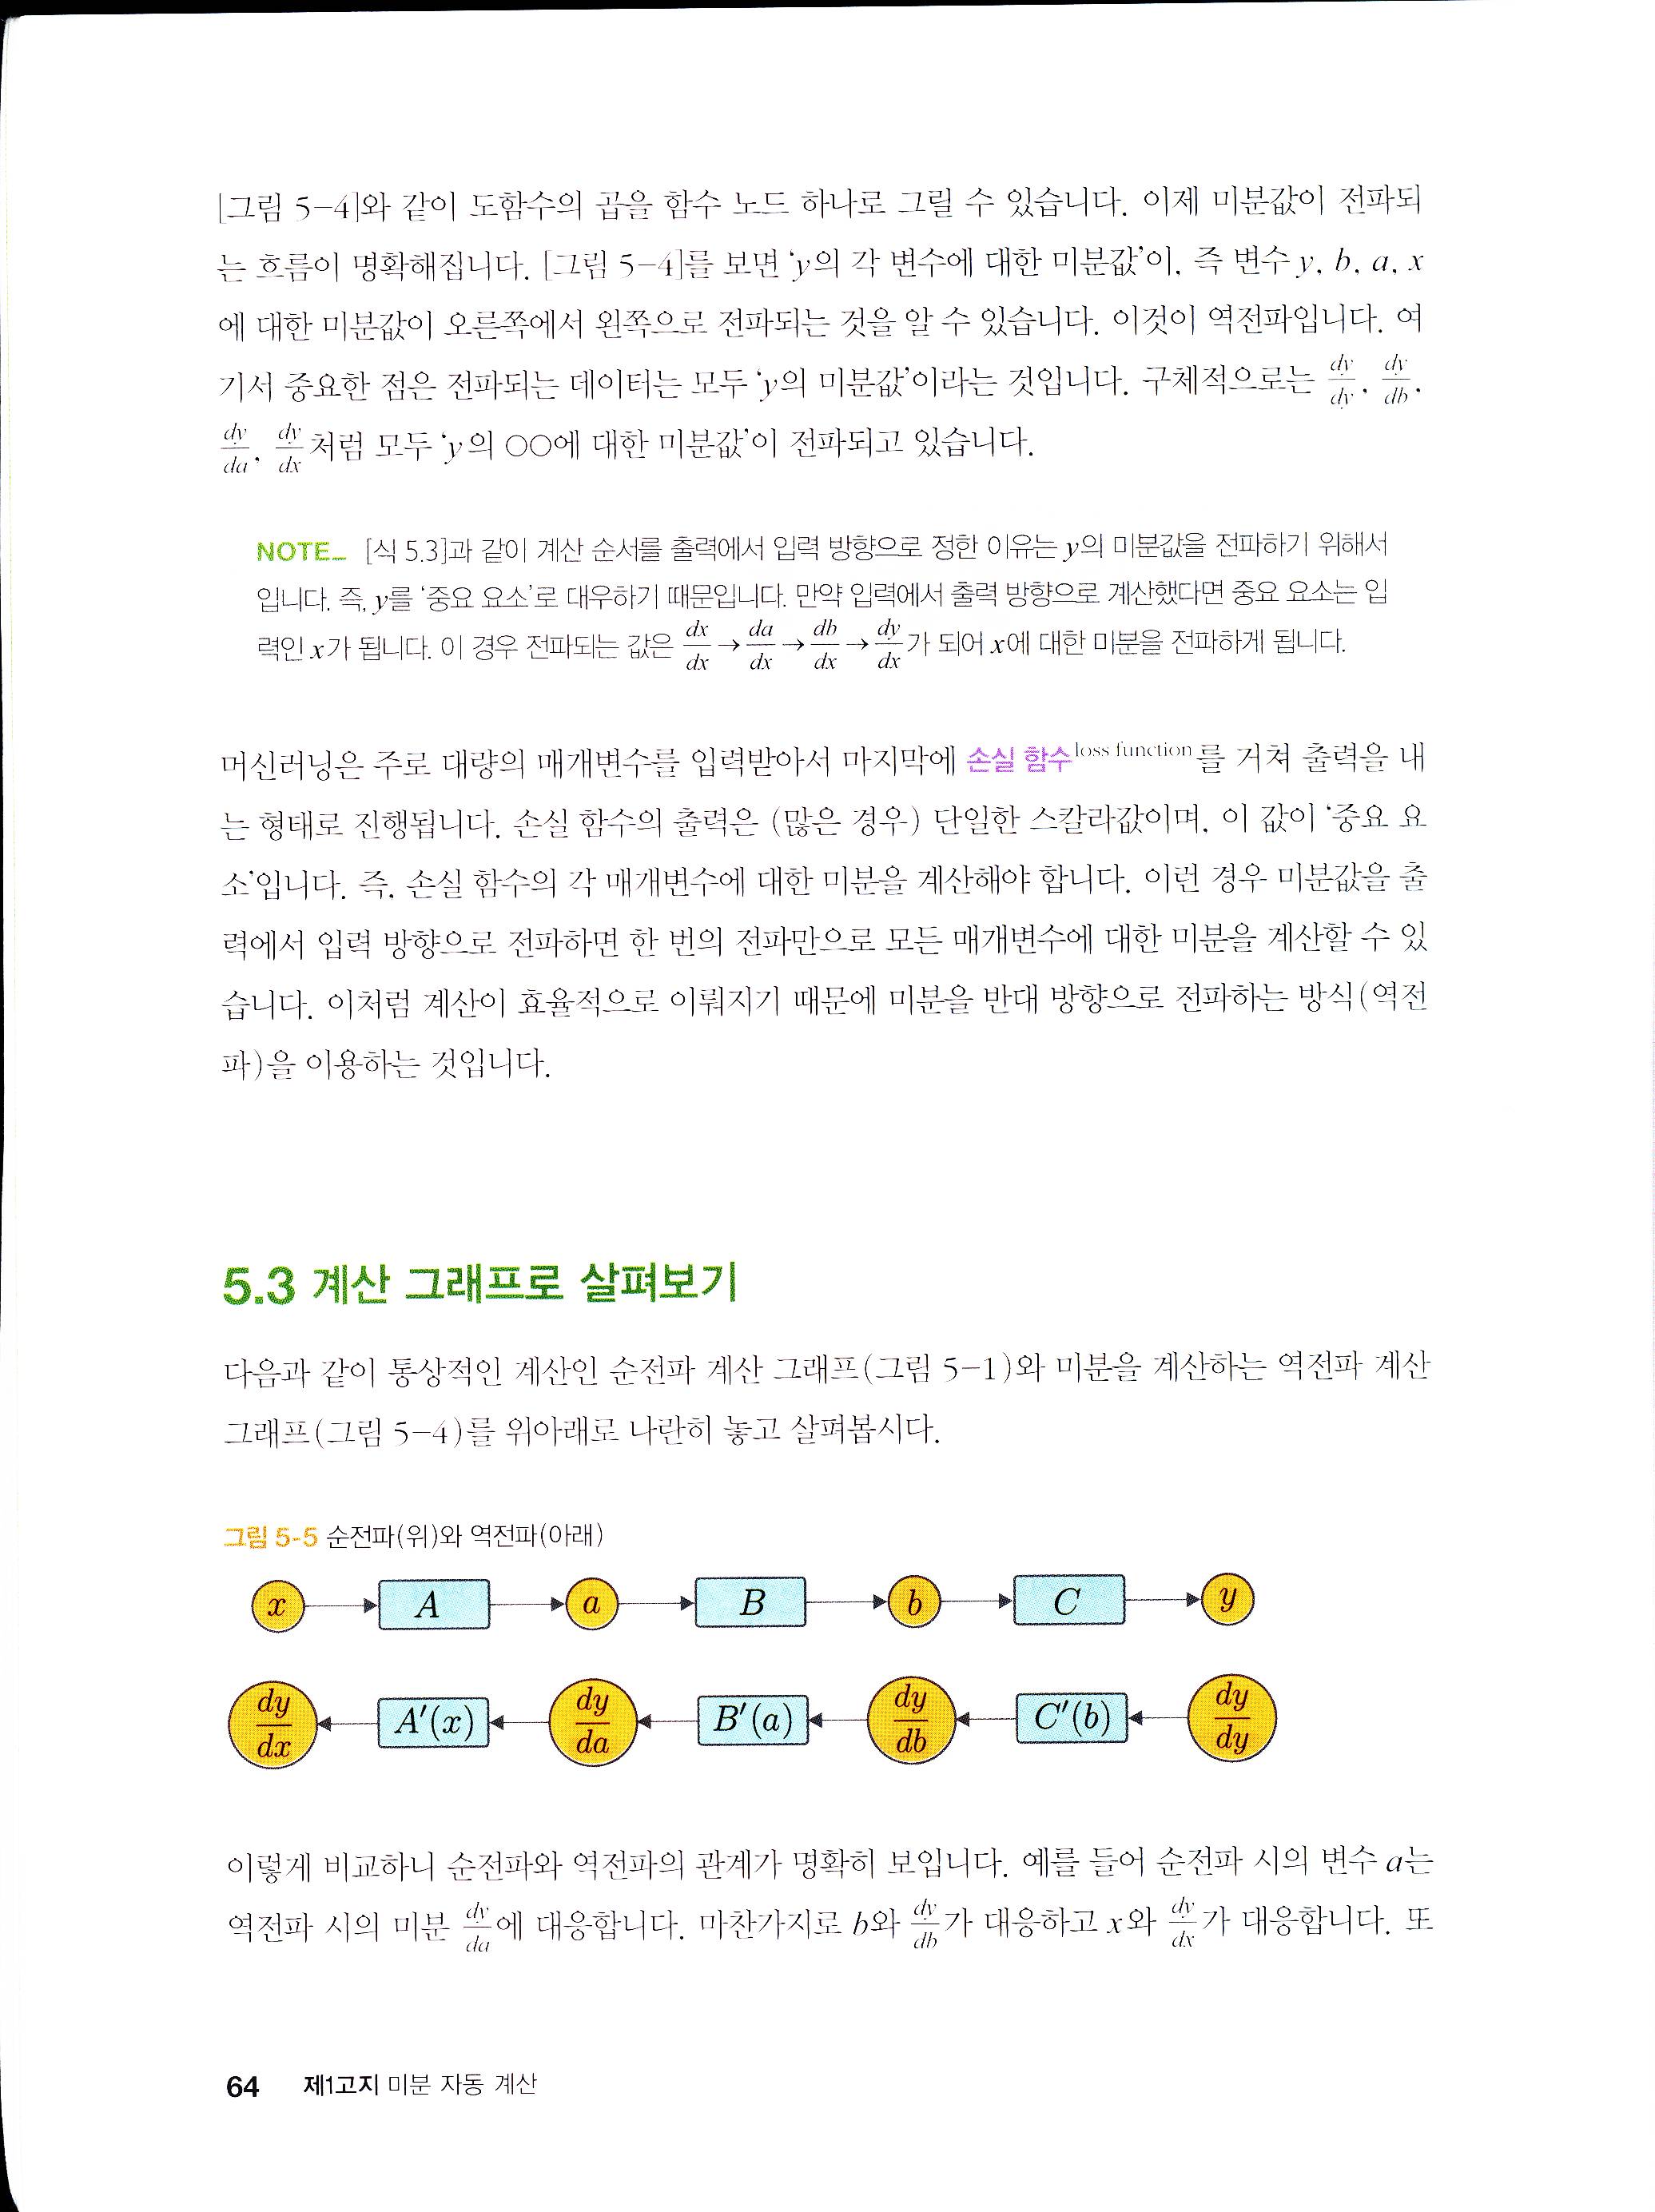 [그림 5-4]와 같이 도함수의 곱을 함수 노드 하나로 그릴 수 있습니다. 이제 미분값이 전파되
는 흐름이 명확해집니다. [그림 5-4]를 보면 ‘y의 각 변수에 대한 미분값’이, 즉 변수 y, b, a, x
에 대한 미분값이 오른쪽에서 왼쪽으로 전파되는 것을 알 수 있습니다. 이것이 역전파입니다. 여
기서 중요한 점은 전파되는 데이터는 모두 ‘y의 미분값’이라는 것입니다. 구체적으로는 dy/dy, dy/db,
dy/da, dy/dx처럼 모두 ‘y의 ○○에 대한 미분값’이 전파되고 있습니다.
NOTE_ [식 5.3]과 같이 계산 순서를 출력에서 입력 방향으로 정한 이유는 y의 미분값을 전파하기 위해서
입니다. 즉, y를 ‘중요 요소’로 대우하기 때문입니다. 만약 입력에서 출력 방향으로 계산했다면 중요 요소는 입
력인 x가 됩니다. 이 경우 전파되는 값은 dx/dx → da/dx → db/dx → dy/dx가 되어 x에 대한 미분을 전파하게 됩니다.
머신러닝은 주로 대량의 매개변수를 입력받아서 마지막에 손실 함수loss function를 거쳐 출력을 내
는 형태로 진행됩니다. 손실 함수의 출력은 (많은 경우) 단일한 스칼라값이며, 이 값이 ‘중요 요
소’입니다. 즉, 손실 함수의 각 매개변수에 대한 미분을 계산해야 합니다. 이런 경우 미분값을 출
력에서 입력 방향으로 전파하면 한 번의 전파만으로 모든 매개변수에 대한 미분을 계산할 수 있
습니다. 이처럼 계산이 효율적으로 이뤄지기 때문에 미분을 반대 방향으로 전파하는 방식(역전
파)을 이용하는 것입니다.
5.3 계산 그래프로 살펴보기
다음과 같이 통상적인 계산인 순전파 계산 그래프(그림 5-1)와 미분을 계산하는 역전파 계산
그래프(그림 5-4)를 위아래로 나란히 놓고 살펴봅시다.
그림 5-5 순전파(위)와 역전파(아래)
x A a B b C y
dy/dx A′(x) dy/da B′(a) dy/db C′(b) dy/dy
이렇게 비교하니 순전파와 역전파의 관계가 명확히 보입니다. 예를 들어 순전파 시의 변수 a는
역전파 시의 미분 dy/da에 대응합니다. 마찬가지로 b와 dy/db가 대응하고 x와 dy/dx가 대응합니다. 또
64 제1고지 미분 자동 계산